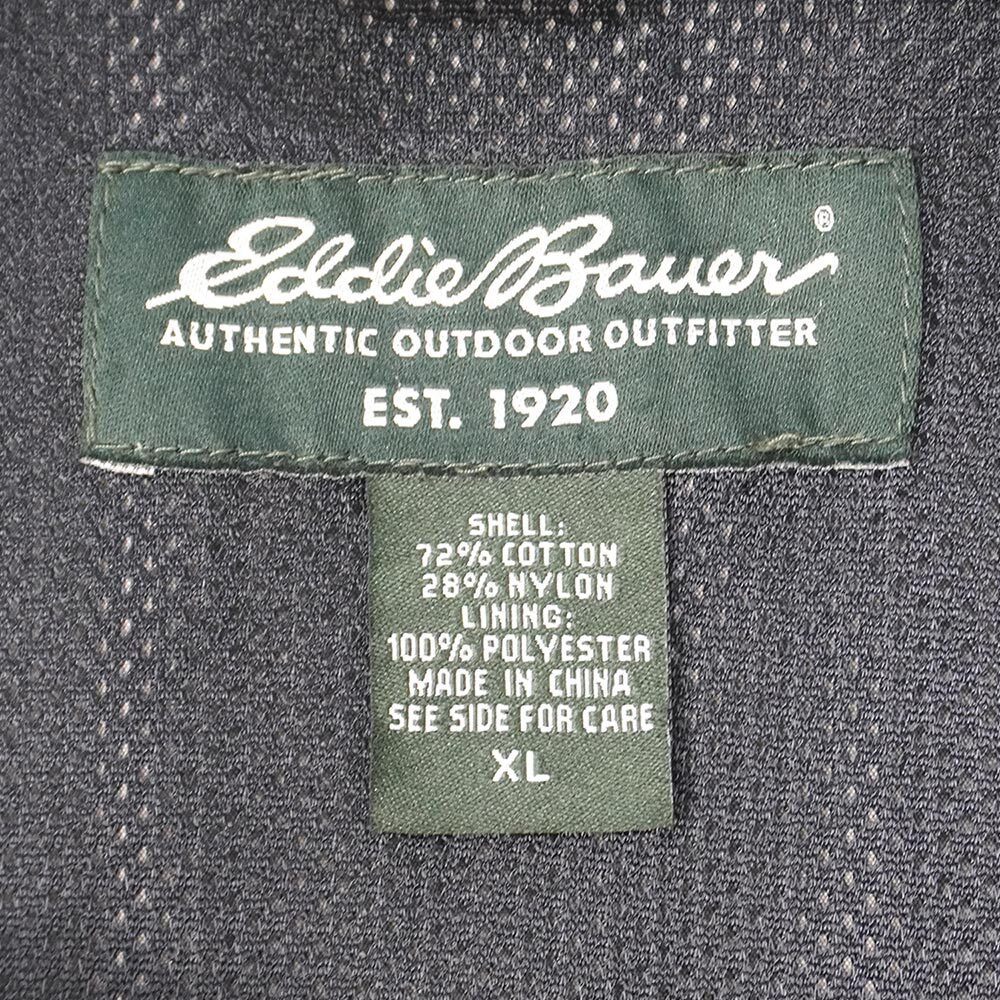 Eddie Bauer®
AUTHENTIC OUTDOOR OUTFITTER
EST. 1920
SHELL:
72% COTTON
28% NYLON
LINING:
100% POLYESTER
MADE IN CHINA
SEE SIDE FOR CARE
XL